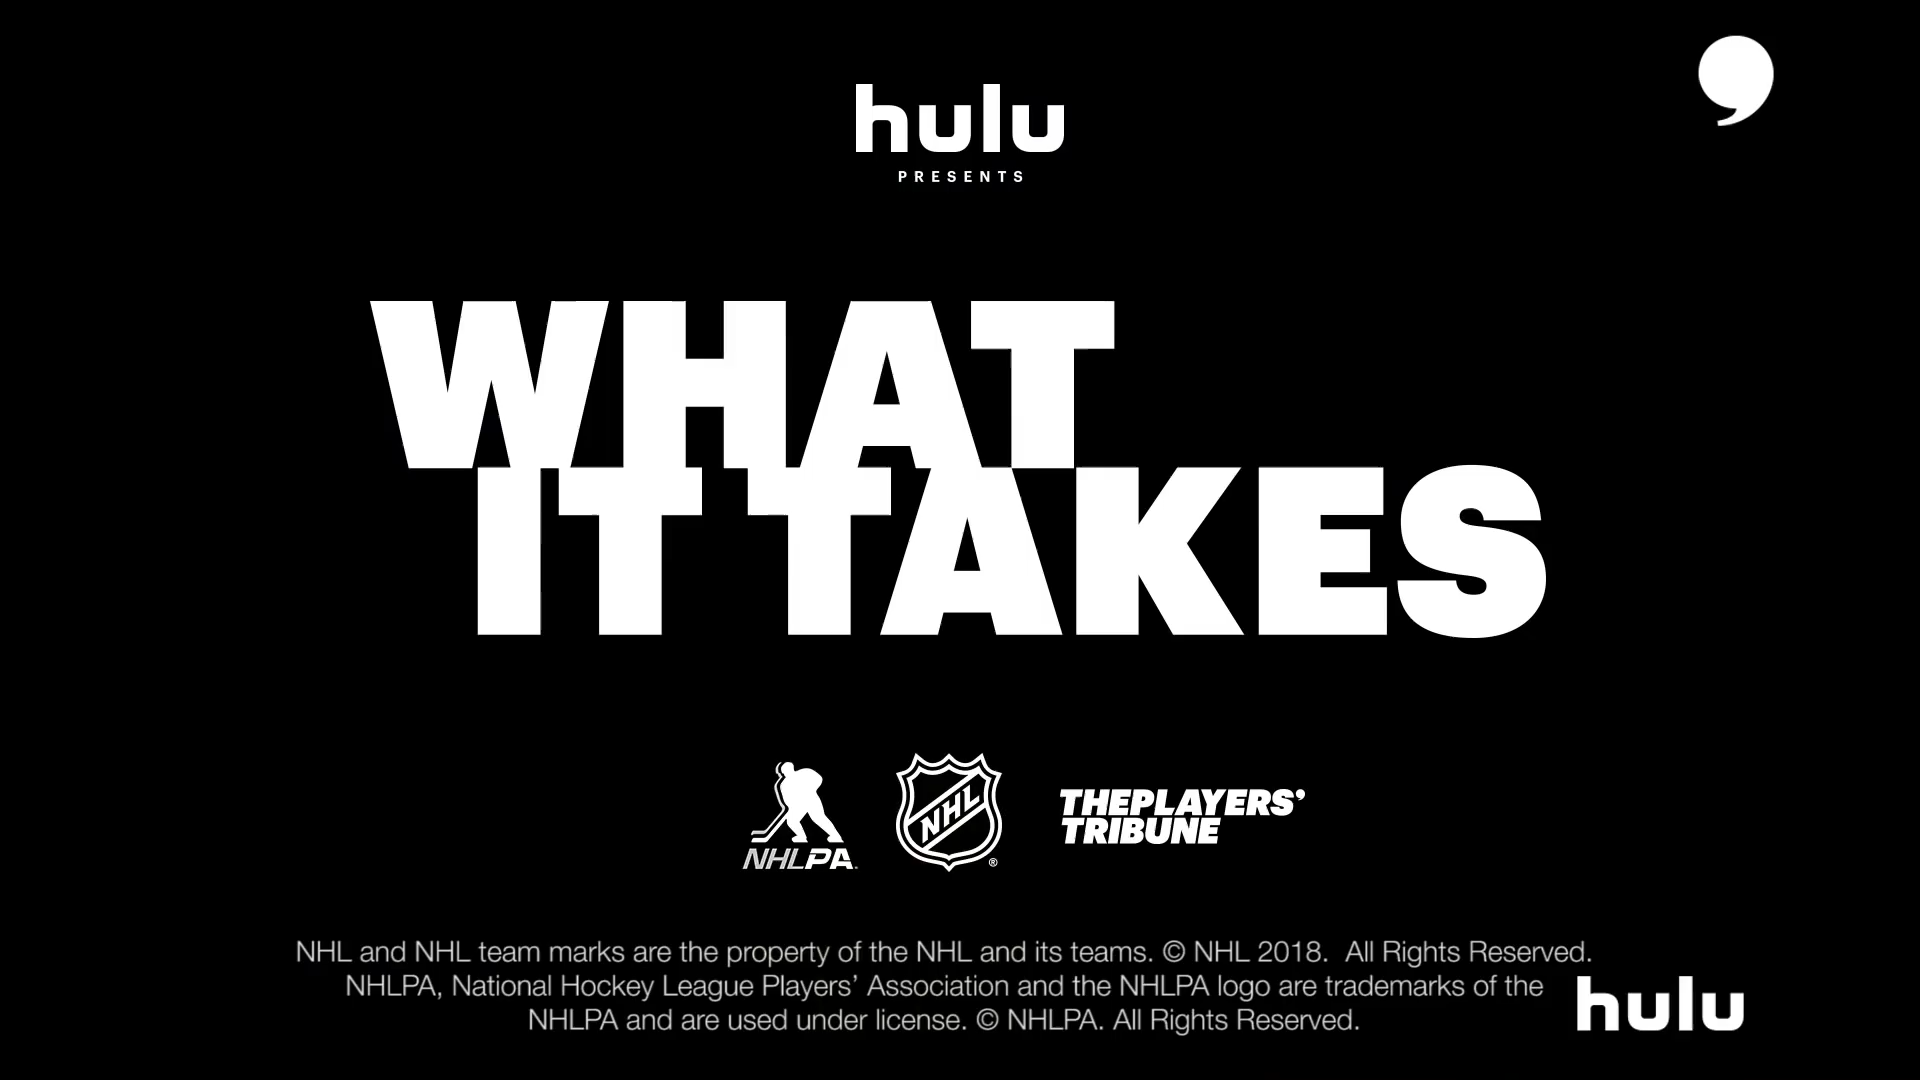 hulu
PRESENTS
WHAT
IT TAKES
NHLPA
NHL
®
THEPLAYERS’
TRIBUNE
NHL and NHL team marks are the property of the NHL and its teams. © NHL 2018.  All Rights Reserved.
NHLPA, National Hockey League Players’ Association and the NHLPA logo are trademarks of the
NHLPA and are used under license. © NHLPA. All Rights Reserved.
hulu